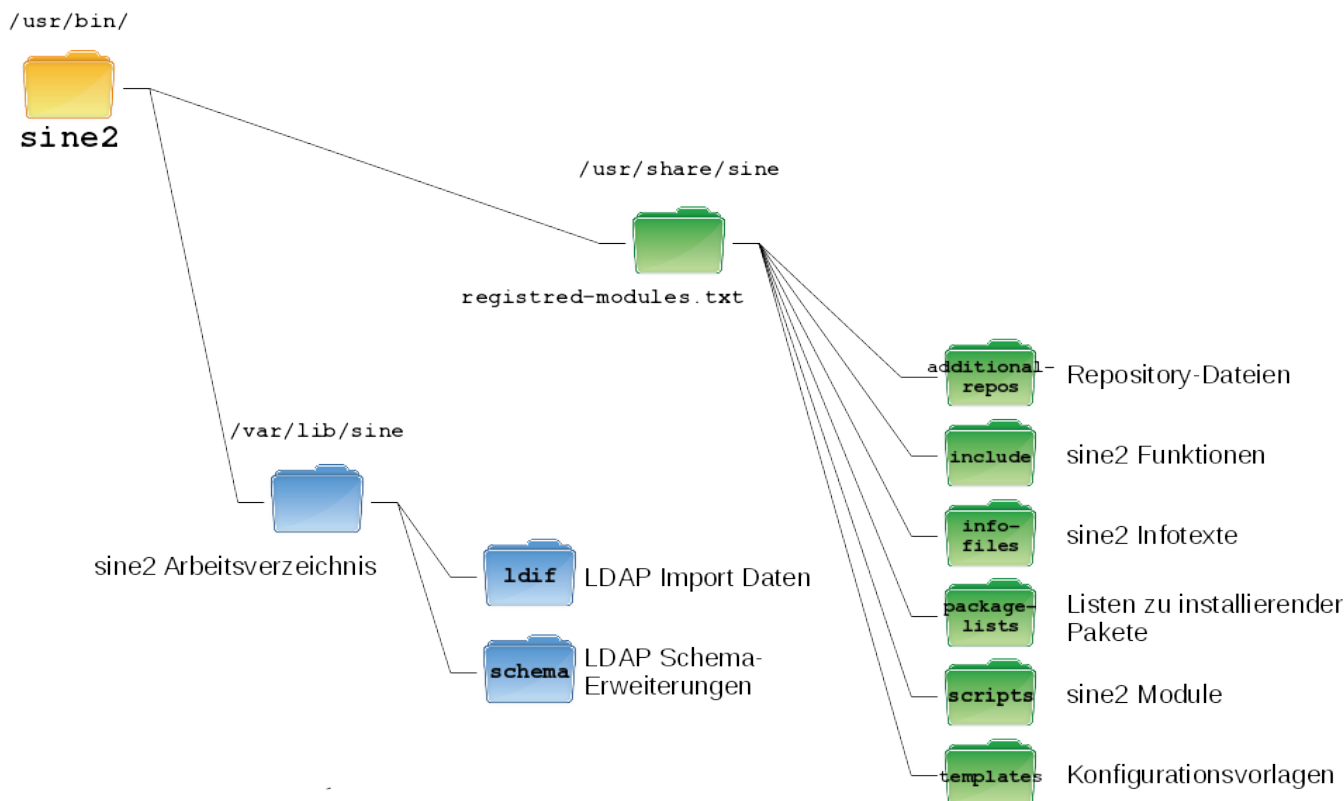 /usr/bin/
sine2
/usr/share/sine
registred-modules.txt
additional-
repos
Repository-Dateien
include
sine2 Funktionen
info-
files
sine2 Infotexte
package-
lists
Listen zu installierender
Pakete
scripts
sine2 Module
templates
Konfigurationsvorlagen
/var/lib/sine
sine2 Arbeitsverzeichnis
ldif
LDAP Import Daten
schema
LDAP Schema-
Erweiterungen